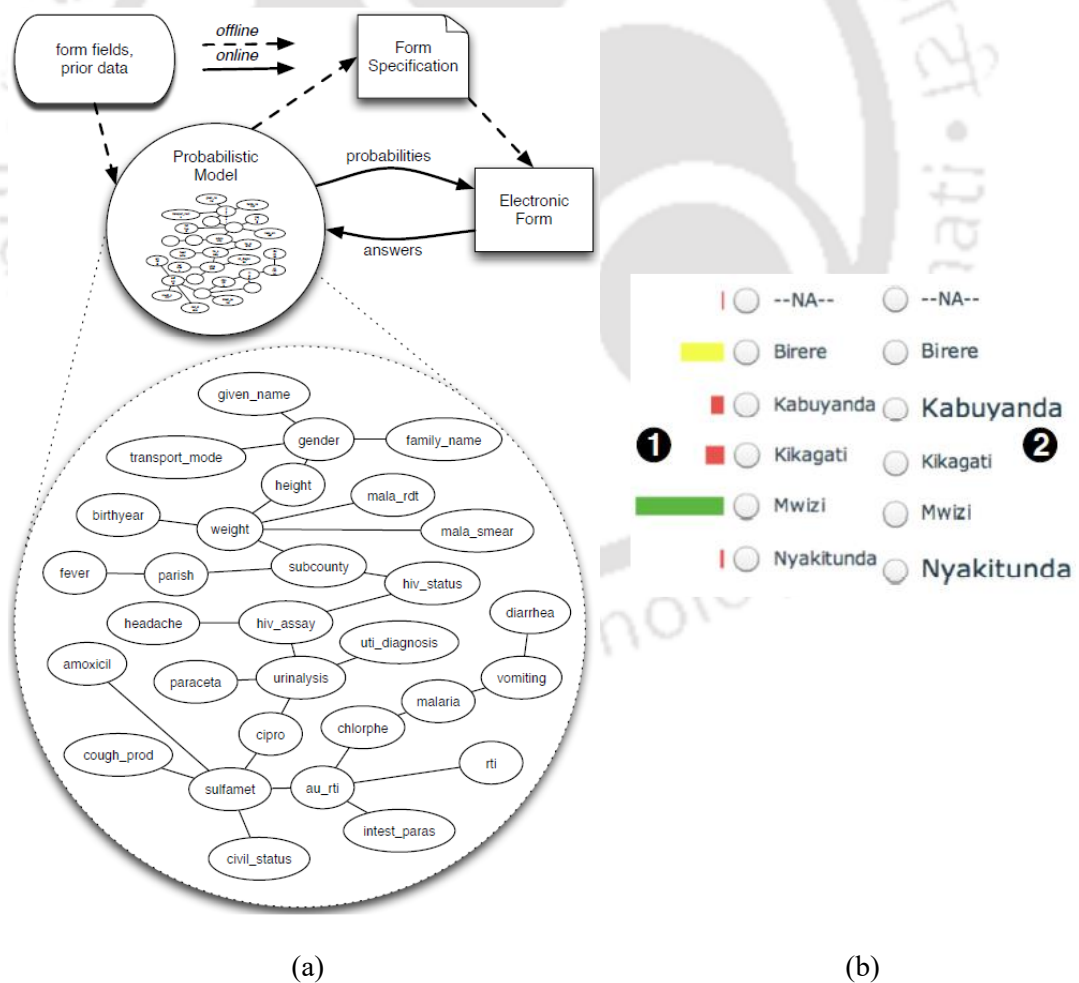 form fields,
prior data
offline
online
Form
Specification
Probabilistic
Model
probabilities
answers
Electronic
Form
given_name
gender
family_name
transport_mode
height
mala_rdt
birthyear
weight
mala_smear
subcounty
fever
parish
hiv_status
diarrhea
headache
hiv_assay
uti_diagnosis
amoxicil
paraceta
urinalysis
vomiting
malaria
cipro
chlorphe
cough_prod
rti
sulfamet
au_rti
intest_paras
civil_status
(a)
--NA-- --NA--
Birere Birere
Kabuyanda Kabuyanda
1 Kikagati Kikagati 2
Mwizi Mwizi
Nyakitunda Nyakitunda
(b)